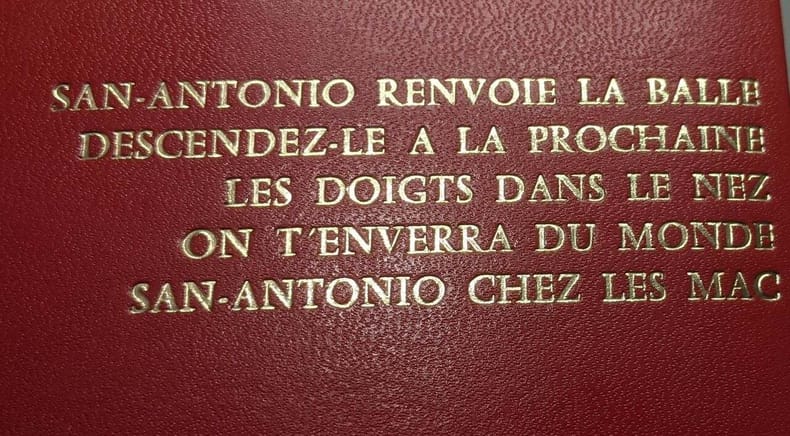 SAN-ANTONIO RENVOIE LA BALLE
DESCENDEZ-LE A LA PROCHAINE
LES DOIGTS DANS LE NEZ
ON T'ENVERRA DU MONDE
SAN-ANTONIO CHEZ LES MAC